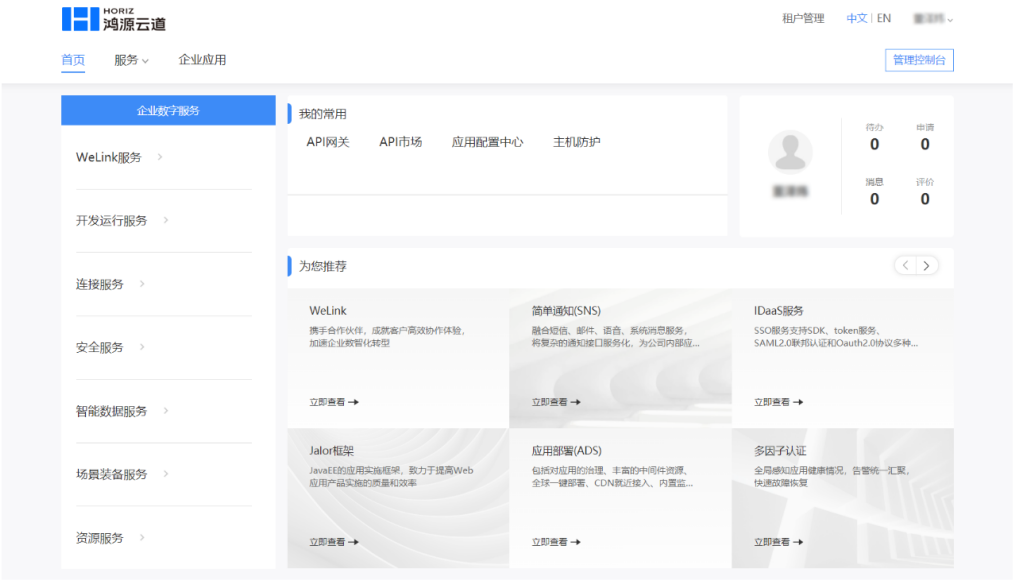 HORIZ
鸿源云道
租户管理 中文 | EN
首页 服务 企业应用
管理控制台
企业数字服务
WeLink服务
开发运行服务
连接服务
安全服务
智能数据服务
场景装备服务
资源服务
我的常用
API网关 API市场 应用配置中心 主机防护
待办 申请
0 0
消息 评价
0 0
为您推荐
WeLink
携手合作伙伴，成就客户高效协作体验，
加速企业数智化转型
立即查看
简单通知(SNS)
融合短信、邮件、语音、系统消息服务，
将复杂的通知接口服务化，为公司内部应...
立即查看
IDaaS服务
SSO服务支持SDK、token服务、
SAML2.0联邦认证和Oauth2.0协议多种...
立即查看
Jalor框架
JavaEE的应用实施框架，致力于提高Web
应用产品实施的质量和效率
立即查看
应用部署(ADS)
包括对应用的治理、丰富的中间件资源、
全球一键部署、CDN就近接入、内置监...
立即查看
多因子认证
全局感知应用健康情况，告警统一汇聚，
快速故障恢复
立即查看